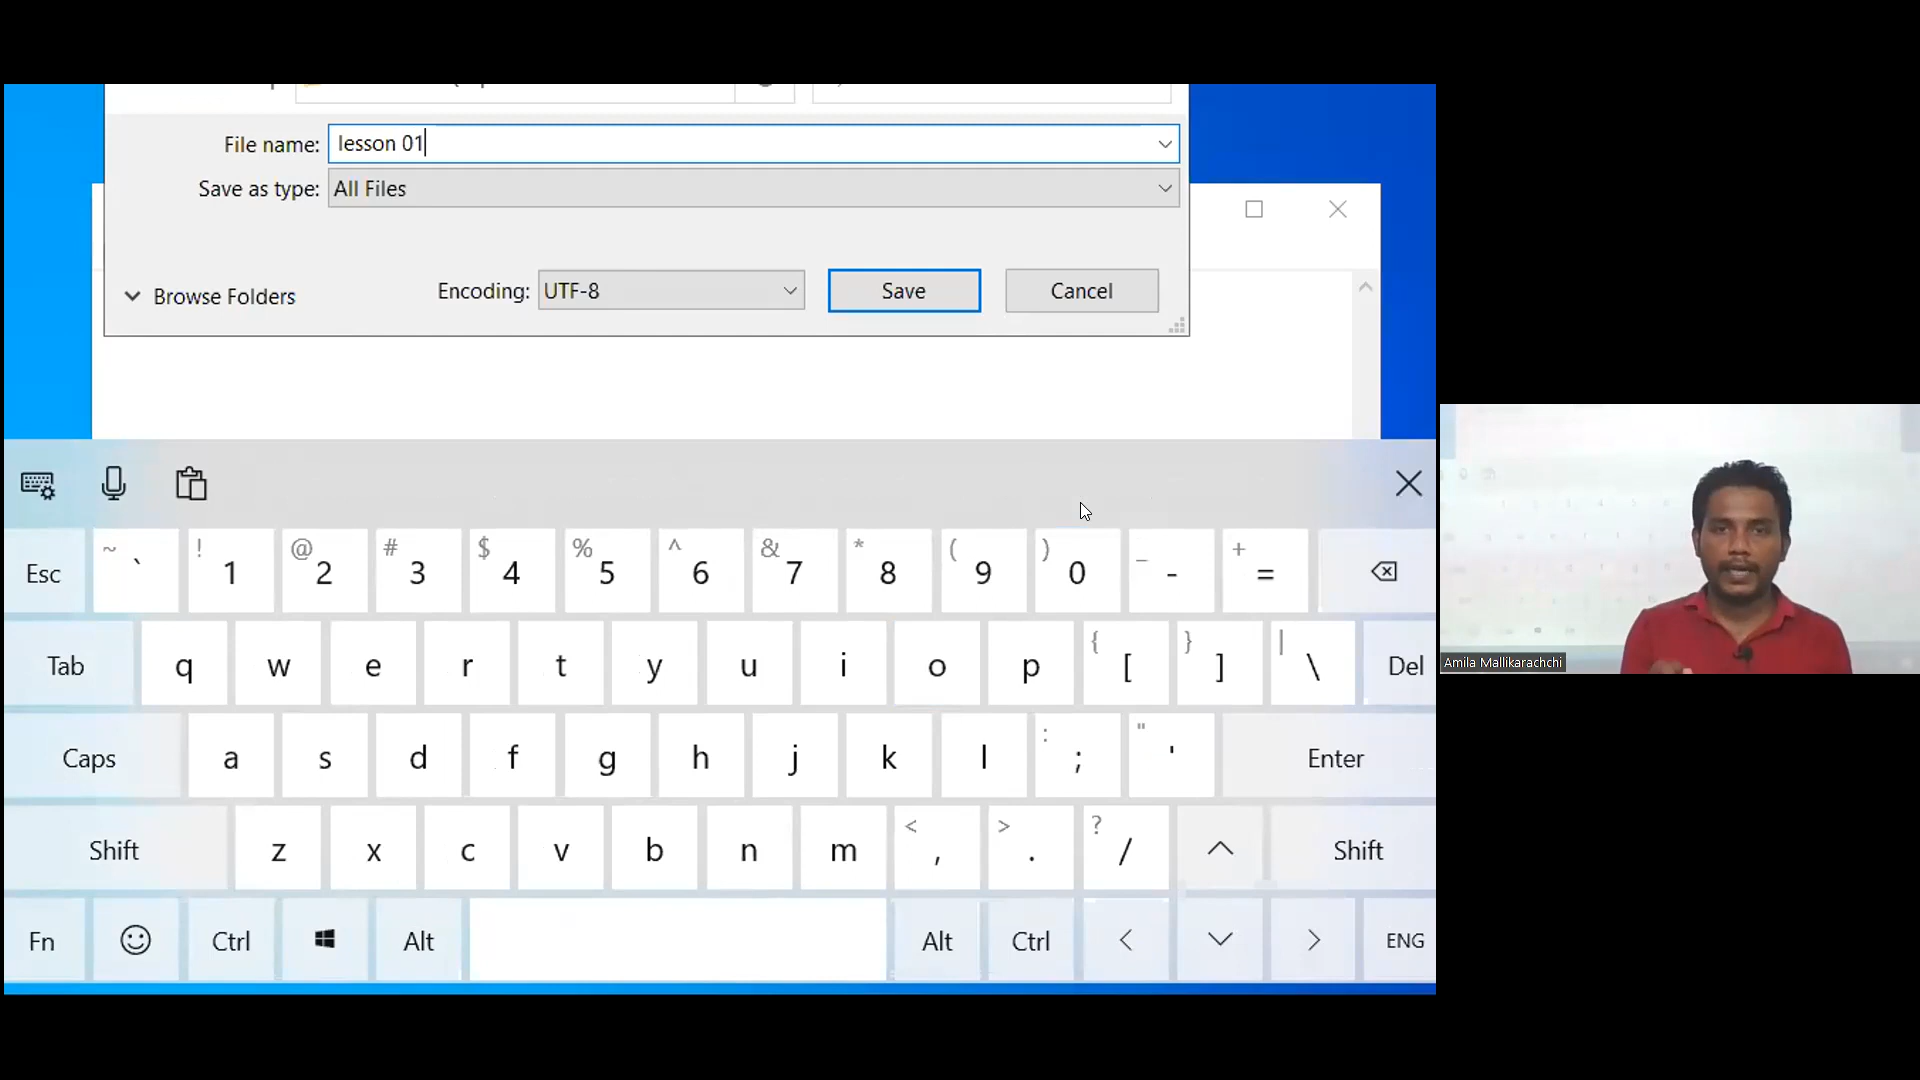 File name: lesson 01
Save as type: All Files
Browse Folders Encoding: UTF-8 Save Cancel
Esc ~ ` ! 1 @ 2 # 3 $ 4 % 5 ^ 6 & 7 * 8 ( 9 ) 0 _ - + =
Tab q w e r t y u i o p { [ } ] | \ Del
Caps a s d f g h j k l : ; " ' Enter
Shift z x c v b n m < , > . ? / Shift
Fn Ctrl Alt Alt Ctrl ENG
Amila Mallikarachchi